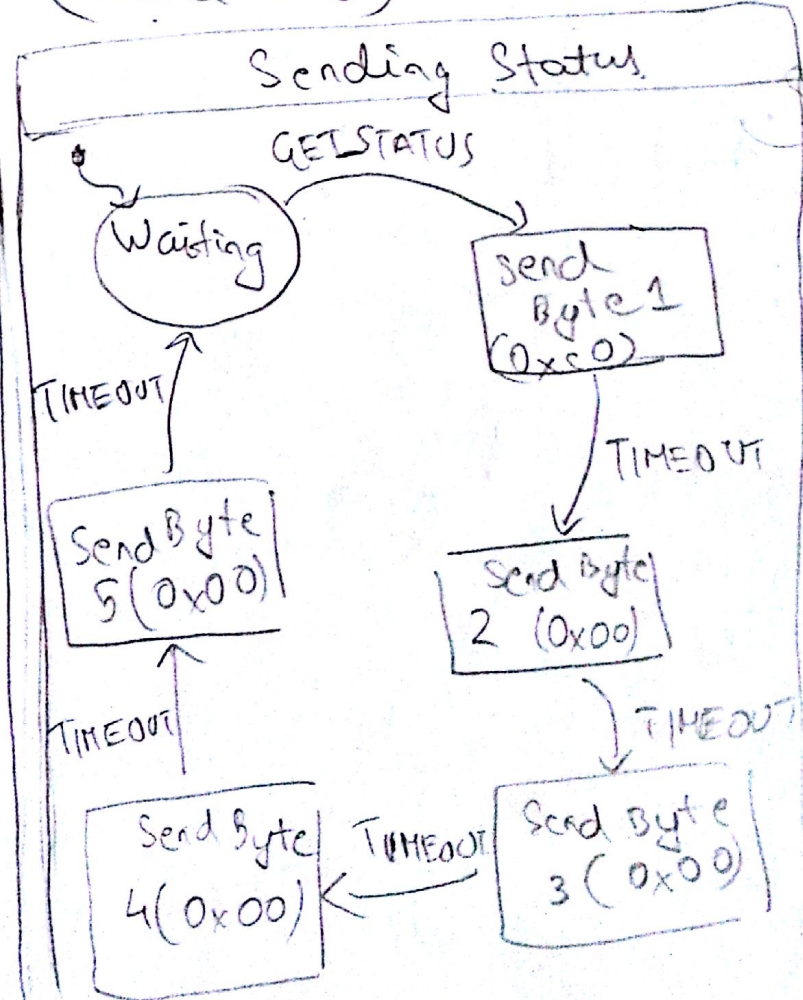 Sending Status
GET_STATUS
Waiting
Send
Byte 1
(0xc0)
TIMEOUT
TIMEOUT
Send Byte
5(0x00)
Send Byte
2 (0x00)
TIMEOUT
TIMEOUT
Send Byte
4(0x00)
TIMEOUT
Send Byte
3(0x00)